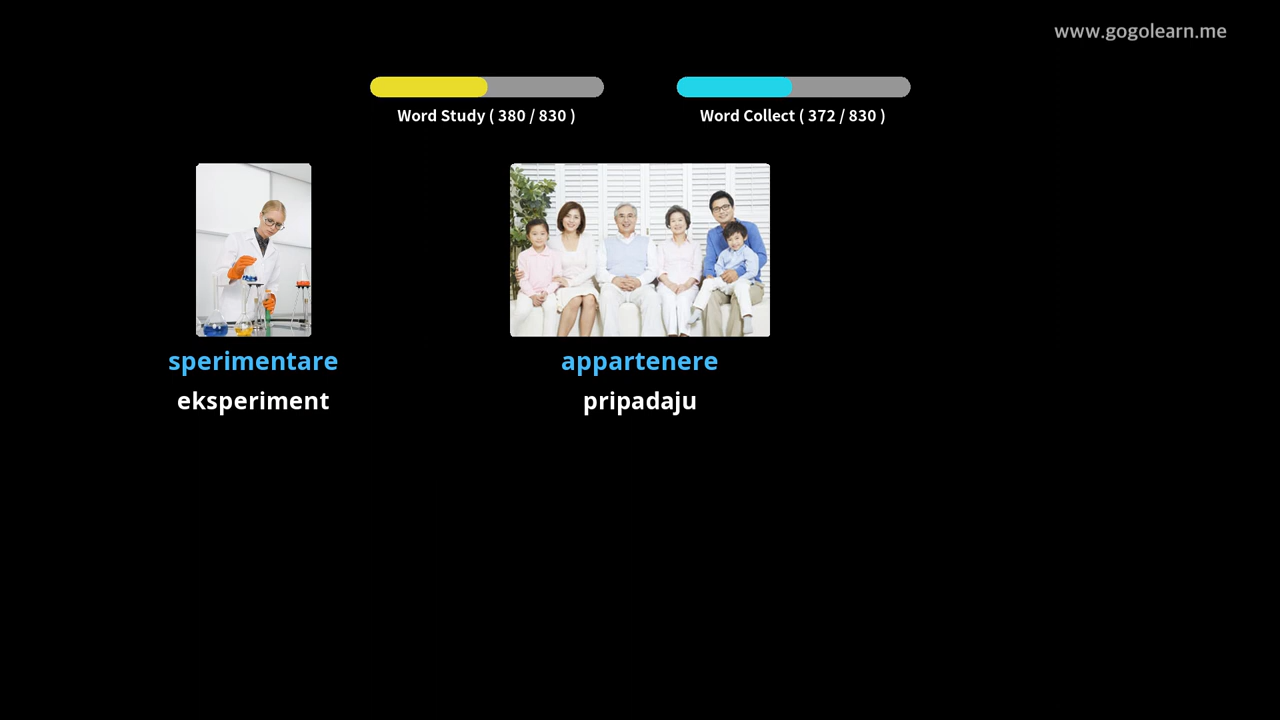 www.gogolearn.me
Word Study ( 380 / 830 )
Word Collect ( 372 / 830 )
sperimentare
appartenere
eksperiment
pripadaju